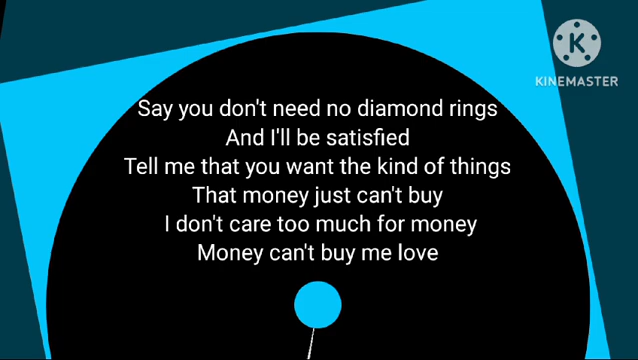 KINEMASTER
Say you don't need no diamond rings
And I'll be satisfied
Tell me that you want the kind of things
That money just can't buy
I don't care too much for money
Money can't buy me love